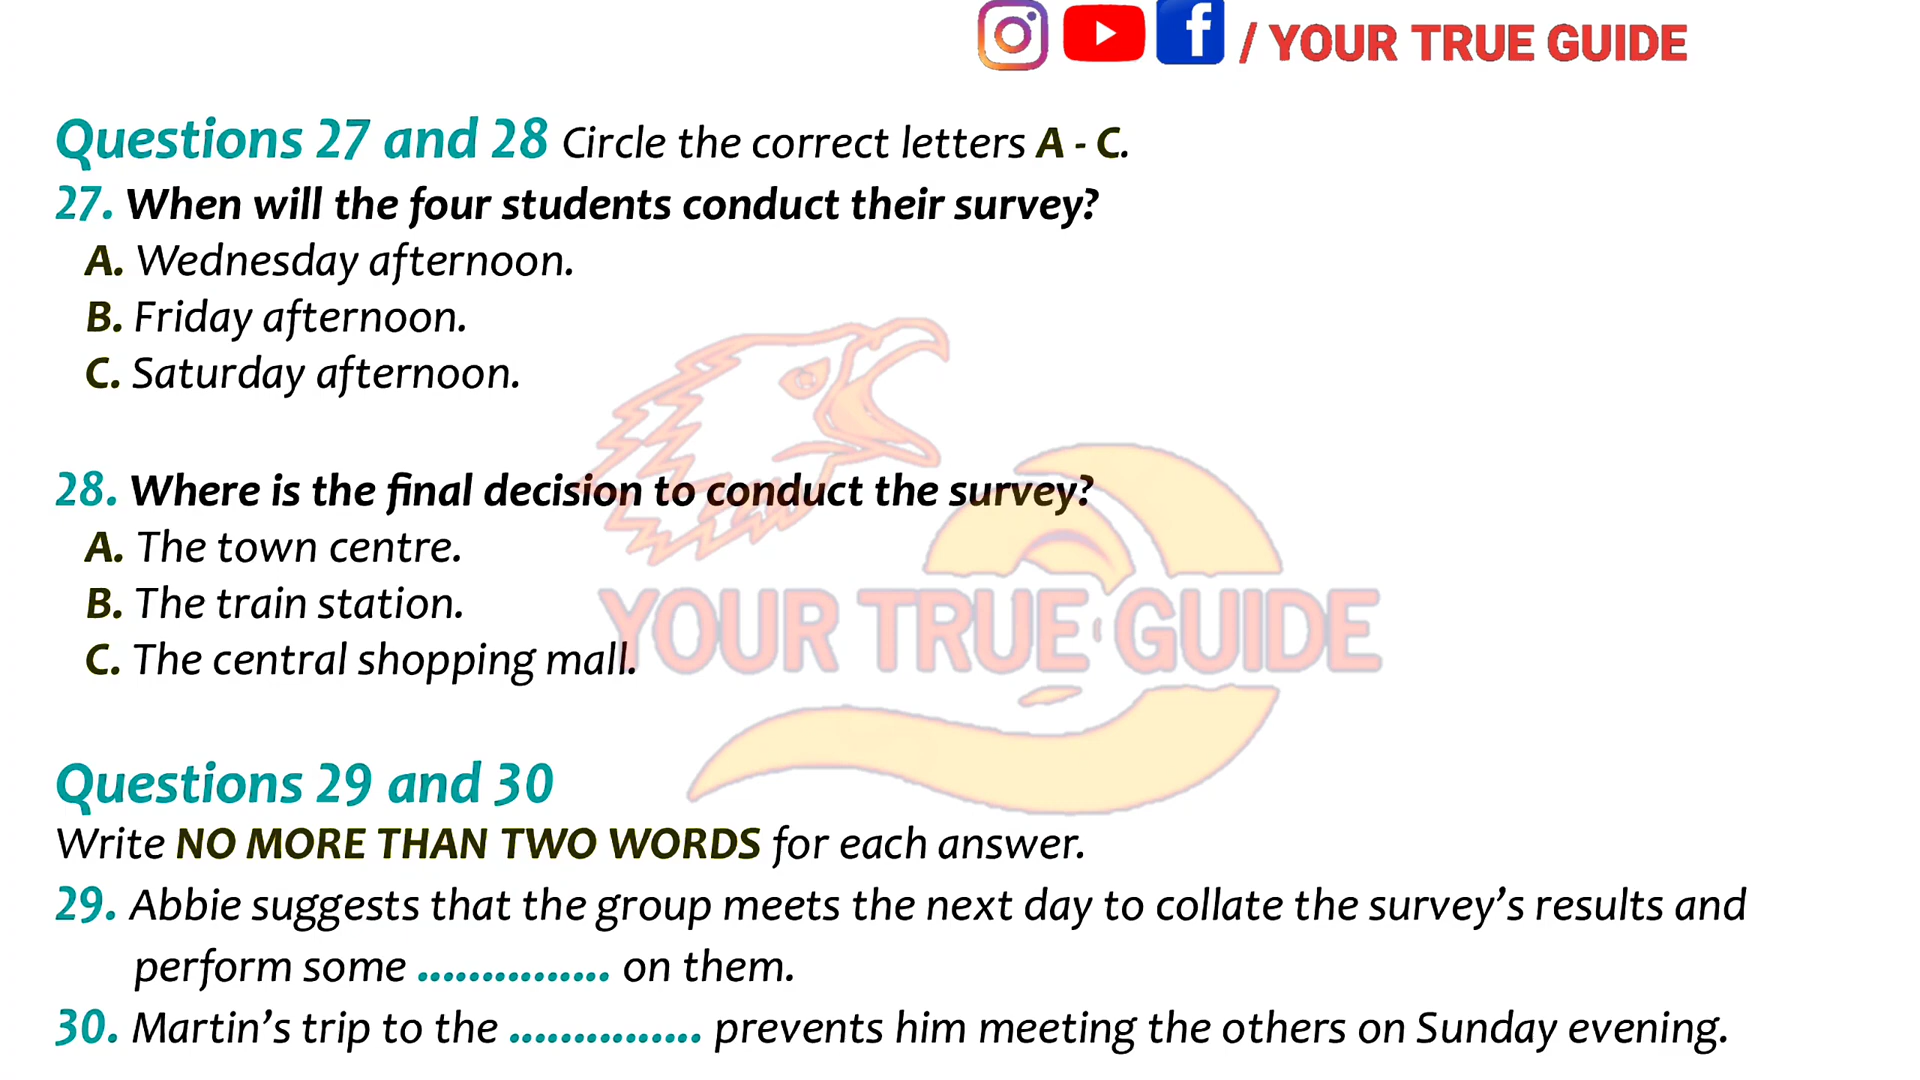 / YOUR TRUE GUIDE
Questions 27 and 28 Circle the correct letters A - C.
27. When will the four students conduct their survey?
A. Wednesday afternoon.
B. Friday afternoon.
C. Saturday afternoon.
28. Where is the final decision to conduct the survey?
A. The town centre.
B. The train station.
C. The central shopping mall.
YOUR TRUE GUIDE
Questions 29 and 30
Write NO MORE THAN TWO WORDS for each answer.
29. Abbie suggests that the group meets the next day to collate the survey’s results and
perform some ............... on them.
30. Martin’s trip to the ............... prevents him meeting the others on Sunday evening.